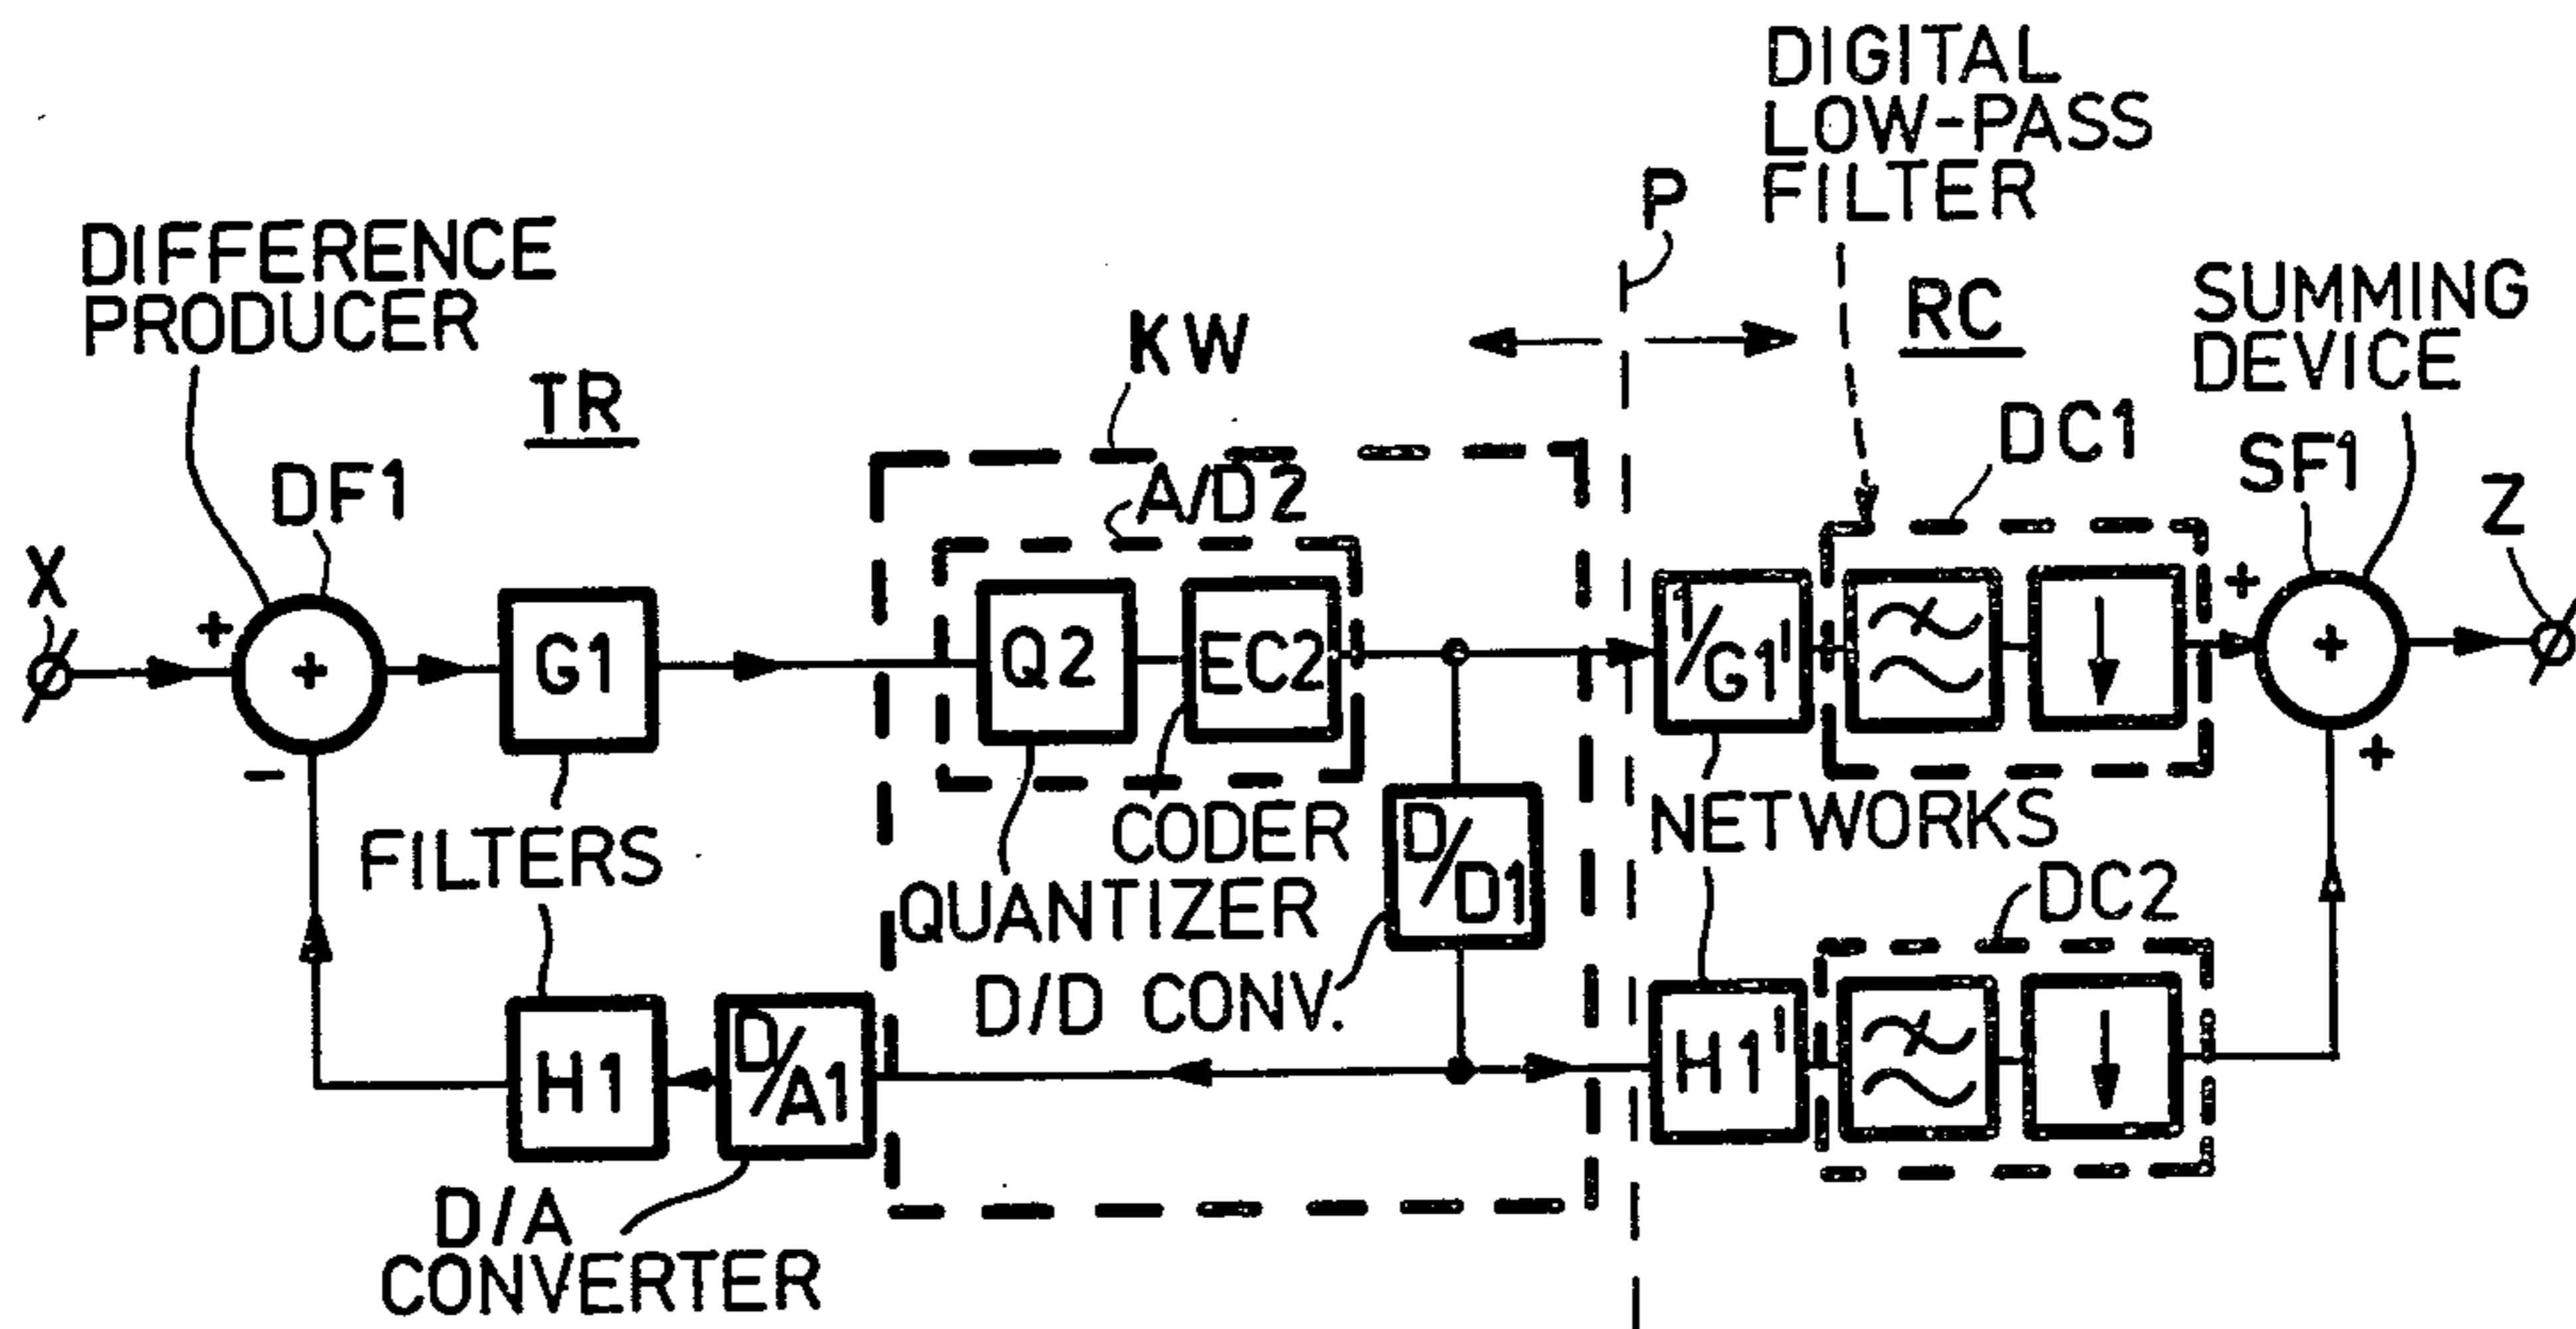 DIGITAL
LOW-PASS
FILTER
P
DIFFERENCE
PRODUCER
KW
RC
SUMMING
DEVICE
TR
DF1
A/D2
DC1
SF1
Z
X
+
+
+
+
G1
Q2
EC2
1/G1'
-
+
FILTERS
CODER
QUANTIZER
D/D1
NETWORKS
DC2
D/D CONV.
H1
D/A1
H1'
D/A
CONVERTER